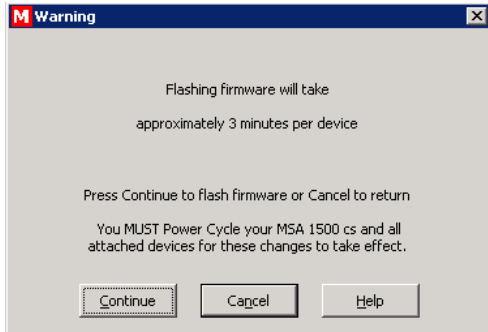 M Warning
Flashing firmware will take
approximately 3 minutes per device
Press Continue to flash firmware or Cancel to return
You MUST Power Cycle your MSA 1500 cs and all
attached devices for these changes to take effect.
Continue Cancel Help